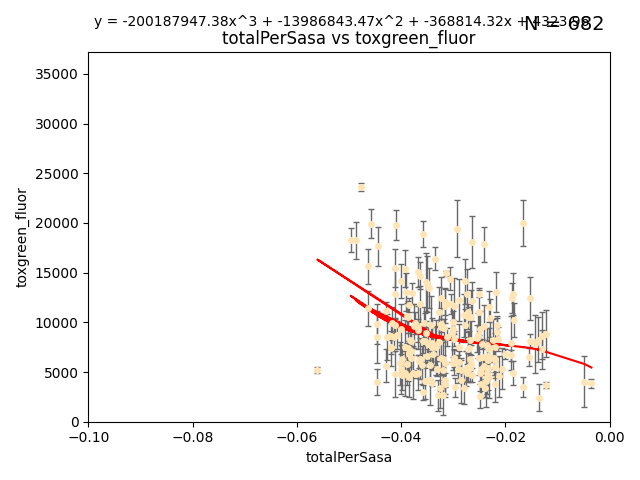 y = -200187947.38x^3 + -13986843.47x^2 + -368814.32x +
N = 682
totalPerSasa vs toxgreen_fluor
35000
30000
25000
20000
15000
10000
5000
0
toxgreen_fluor
−0.10
−0.08
−0.06
−0.04
−0.02
0.00
totalPerSasa